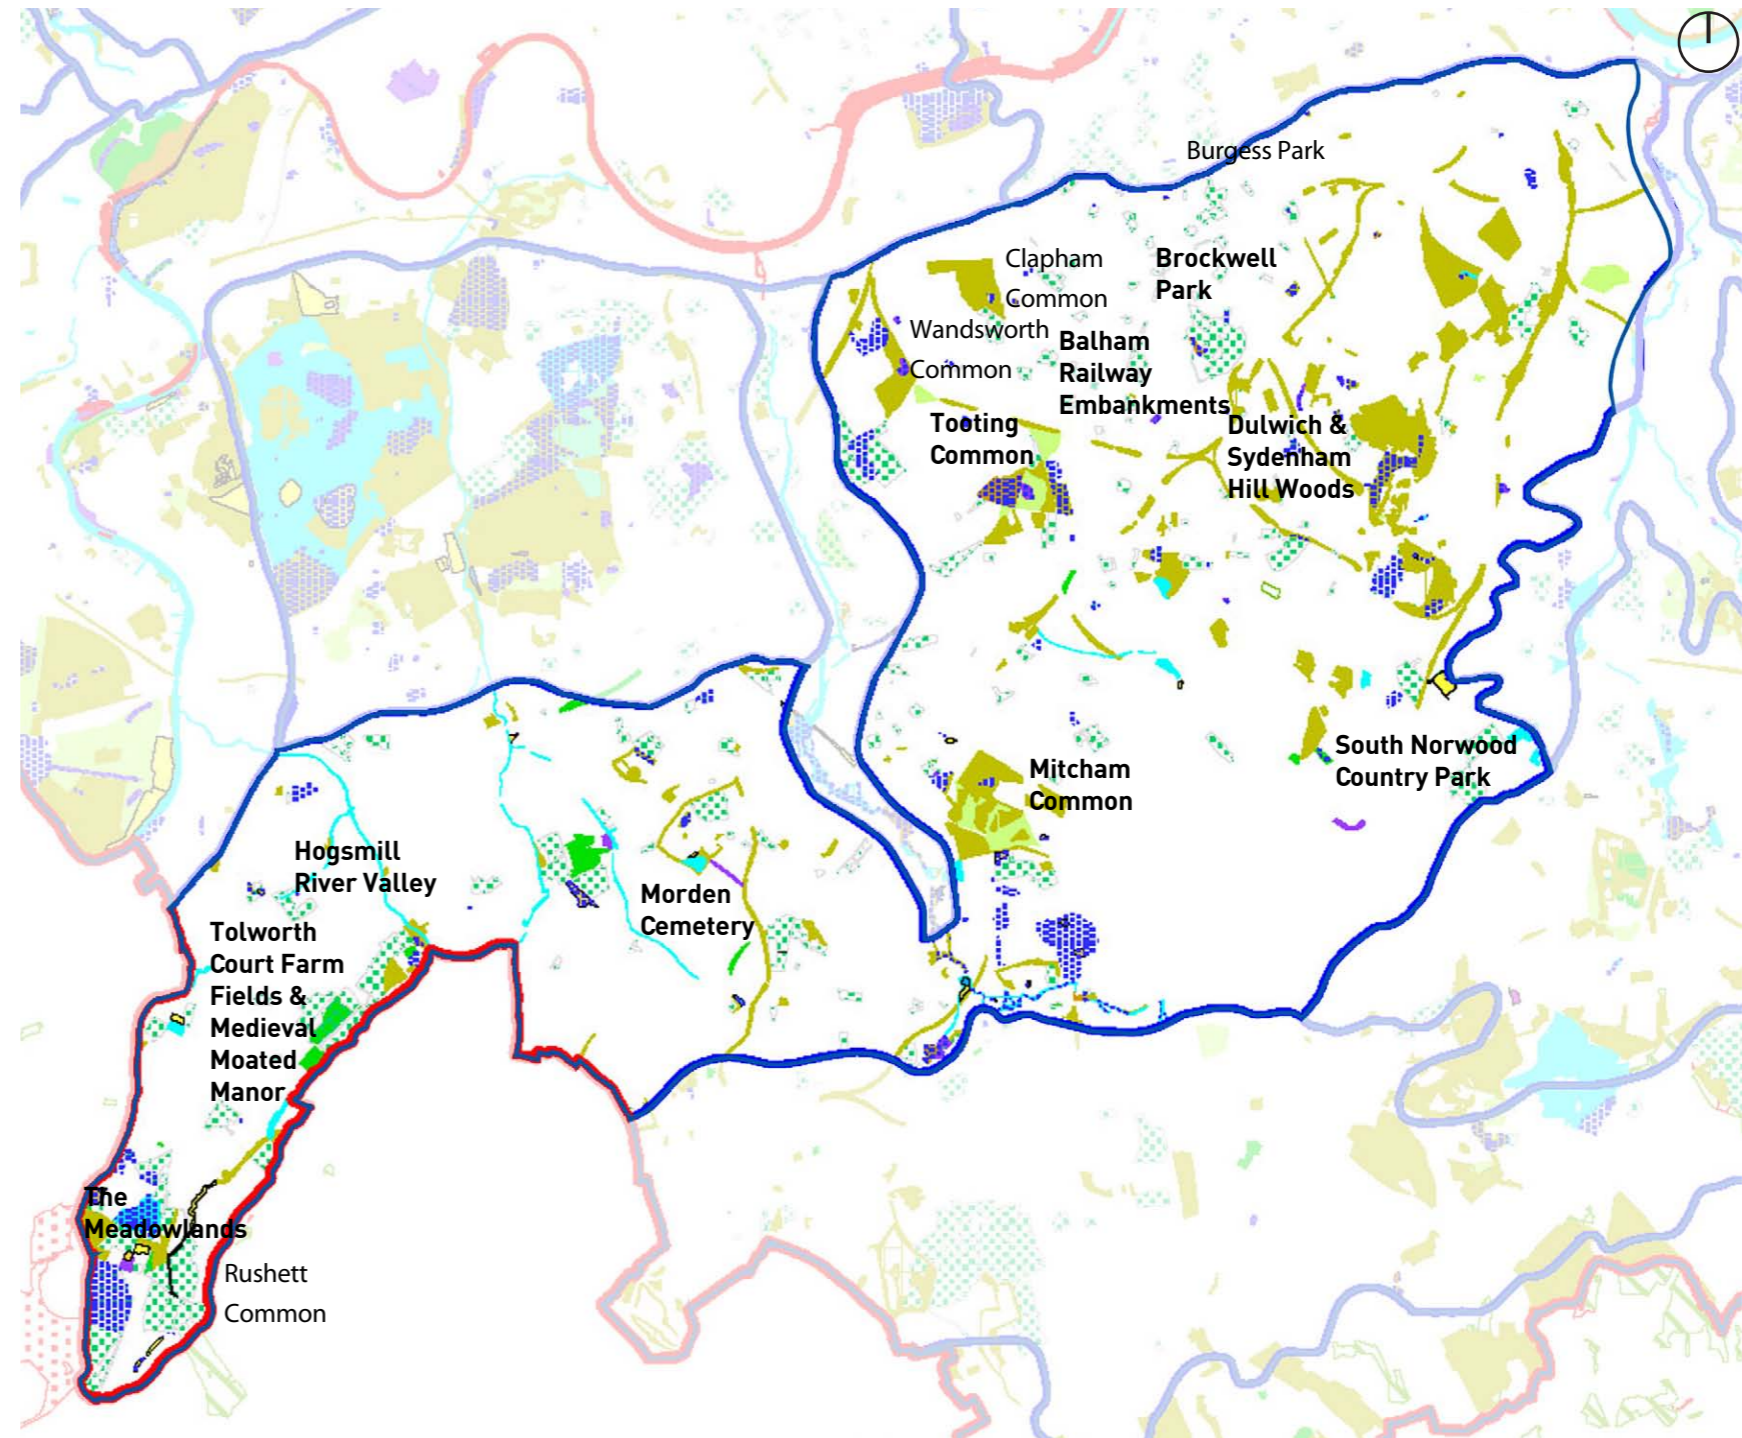 Burgess Park
Clapham
Common
Brockwell
Park
Wandsworth
Common
Balham
Railway
Embankments
Tooting
Common
Dulwich &
Sydenham
Hill Woods
South Norwood
Country Park
Mitcham
Common
Hogsmill
River Valley
Morden
Cemetery
Tolworth
Court Farm
Fields &
Medieval
Moated
Manor
The
Meadowlands
Rushett
Common